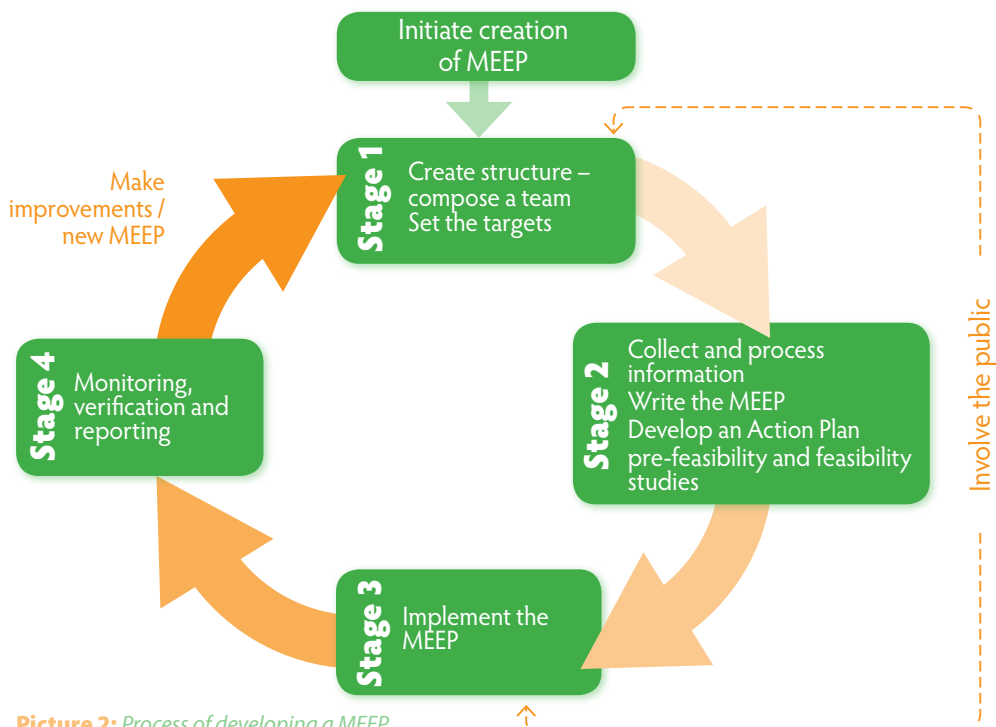 Initiate creation
of MEEP
Stage 1
Create structure –
compose a team
Set the targets
Make
improvements /
new MEEP
Stage 2
Collect and process
information
Write the MEEP
Develop an Action Plan
pre-feasibility and feasibility
studies
Involve the public
Stage 4
Monitoring,
verification and
reporting
Stage 3
Implement the
MEEP
Picture 2: Process of developing a MEEP